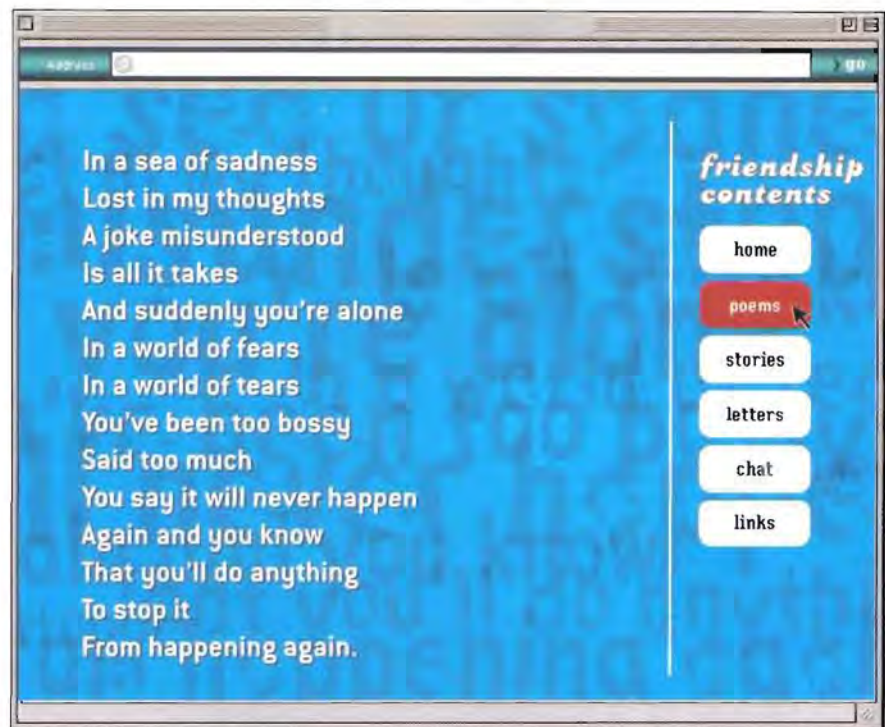 Address
go
In a sea of sadness
Lost in my thoughts
A joke misunderstood
Is all it takes
And suddenly you're alone
In a world of fears
In a world of tears
You've been too bossy
Said too much
You say it will never happen
Again and you know
That you'll do anything
To stop it
From happening again.
friendship
contents
home
poems
stories
letters
chat
links